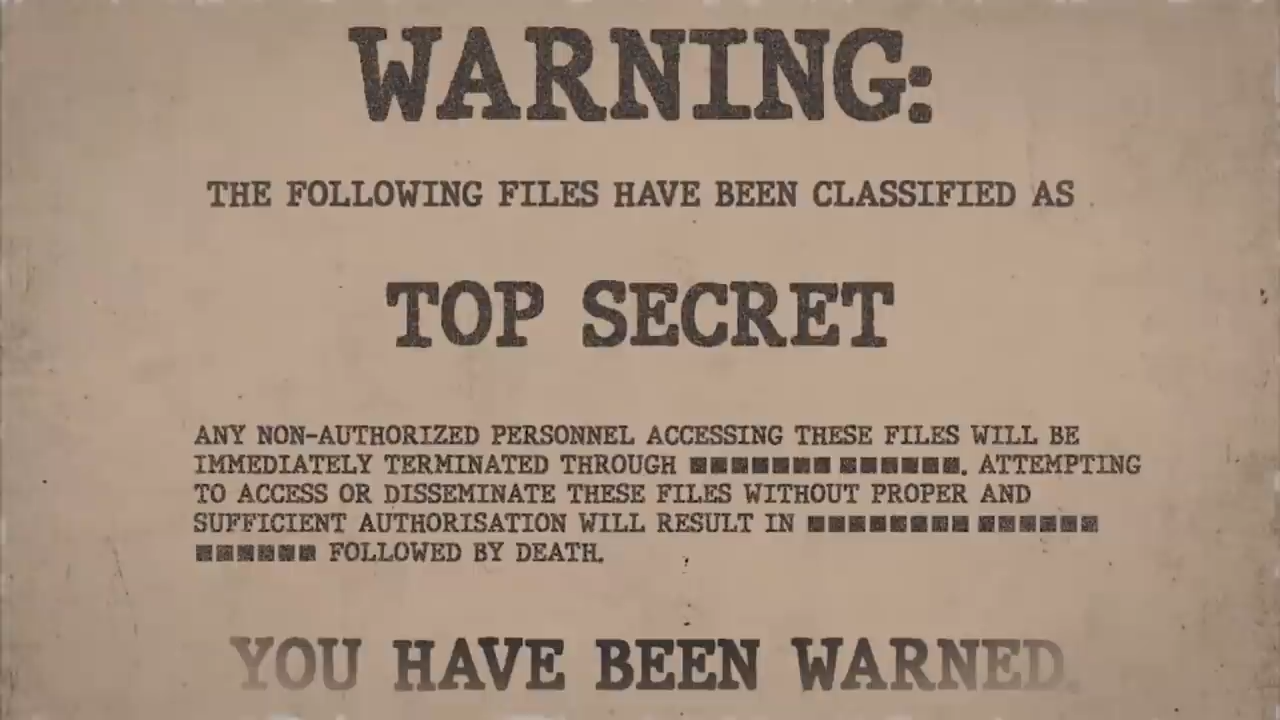 WARNING:
THE FOLLOWING FILES HAVE BEEN CLASSIFIED AS
TOP SECRET
ANY NON-AUTHORIZED PERSONNEL ACCESSING THESE FILES WILL BE
IMMEDIATELY TERMINATED THROUGH ■■■■■■■ ■■■■■■. ATTEMPTING
TO ACCESS OR DISSEMINATE THESE FILES WITHOUT PROPER AND
SUFFICIENT AUTHORISATION WILL RESULT IN ■■■■■■■■ ■■■■■■
■■■■■■ FOLLOWED BY DEATH.
YOU HAVE BEEN WARNED.